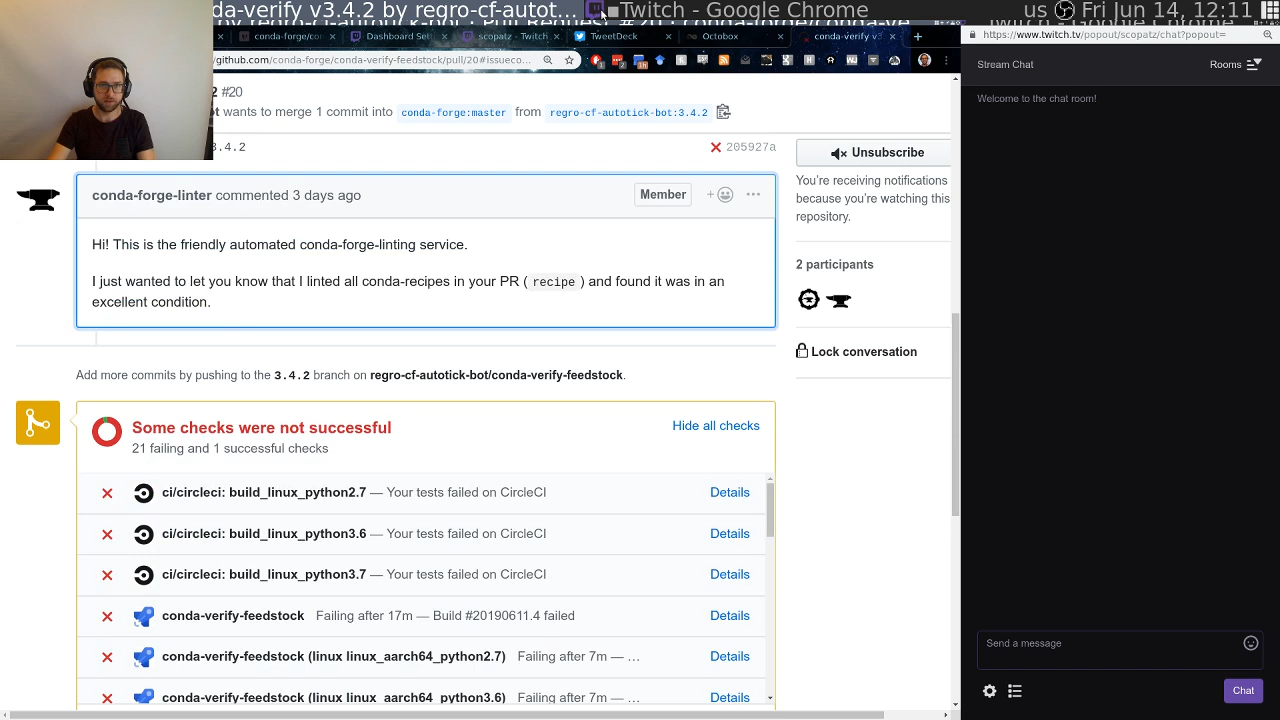 da-verify v3.4.2 by regro-cf-autot...
Twitch - Google Chrome
us
Fri Jun 14, 12:11
conda-forge/con
Dashboard Set
scopatz - Twitch
TweetDeck
Octobox
conda-verify v3
github.com/conda-forge/conda-verify-feedstock/pull/20#issueco
https://www.twitch.tv/popout/scopatz/chat?popout=
2 #20
ot wants to merge 1 commit into conda-forge:master from regro-cf-autotick-bot:3.4.2
3.4.2
205927a
conda-forge-linter commented 3 days ago
Member
Hi! This is the friendly automated conda-forge-linting service.
I just wanted to let you know that I linted all conda-recipes in your PR ( recipe ) and found it was in an
excellent condition.
Add more commits by pushing to the 3.4.2 branch on regro-cf-autotick-bot/conda-verify-feedstock.
Some checks were not successful
21 failing and 1 successful checks
Hide all checks
ci/circleci: build_linux_python2.7 — Your tests failed on CircleCI
Details
ci/circleci: build_linux_python3.6 — Your tests failed on CircleCI
Details
ci/circleci: build_linux_python3.7 — Your tests failed on CircleCI
Details
conda-verify-feedstock Failing after 17m — Build #20190611.4 failed
Details
conda-verify-feedstock (linux linux_aarch64_python2.7) Failing after 7m — ...
Details
conda-verify-feedstock (linux linux_aarch64_python3.6) Failing after 7m — ...
Details
Unsubscribe
You're receiving notifications
because you're watching this
repository.
2 participants
Lock conversation
Stream Chat
Rooms
Welcome to the chat room!
Send a message
Chat